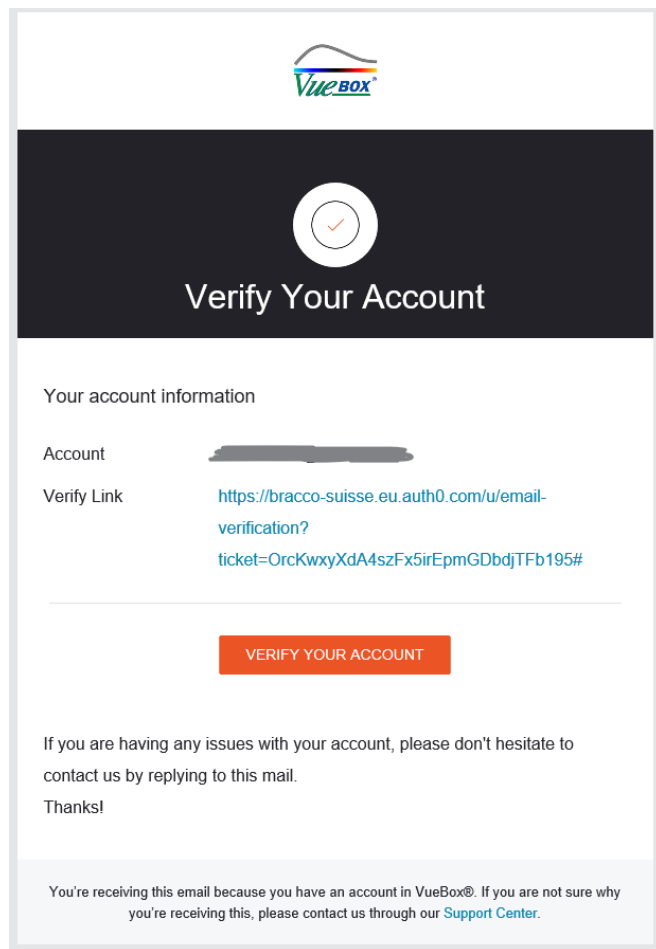 VUEBOX®
Verify Your Account
Your account information
Account
Verify Link https://bracco-suisse.eu.auth0.com/u/email-
verification?
ticket=OrcKwxyXdA4szFx5irEpmGDbdjTFb195#
VERIFY YOUR ACCOUNT
If you are having any issues with your account, please don't hesitate to
contact us by replying to this mail.
Thanks!
You're receiving this email because you have an account in VueBox®. If you are not sure why
you're receiving this, please contact us through our Support Center.